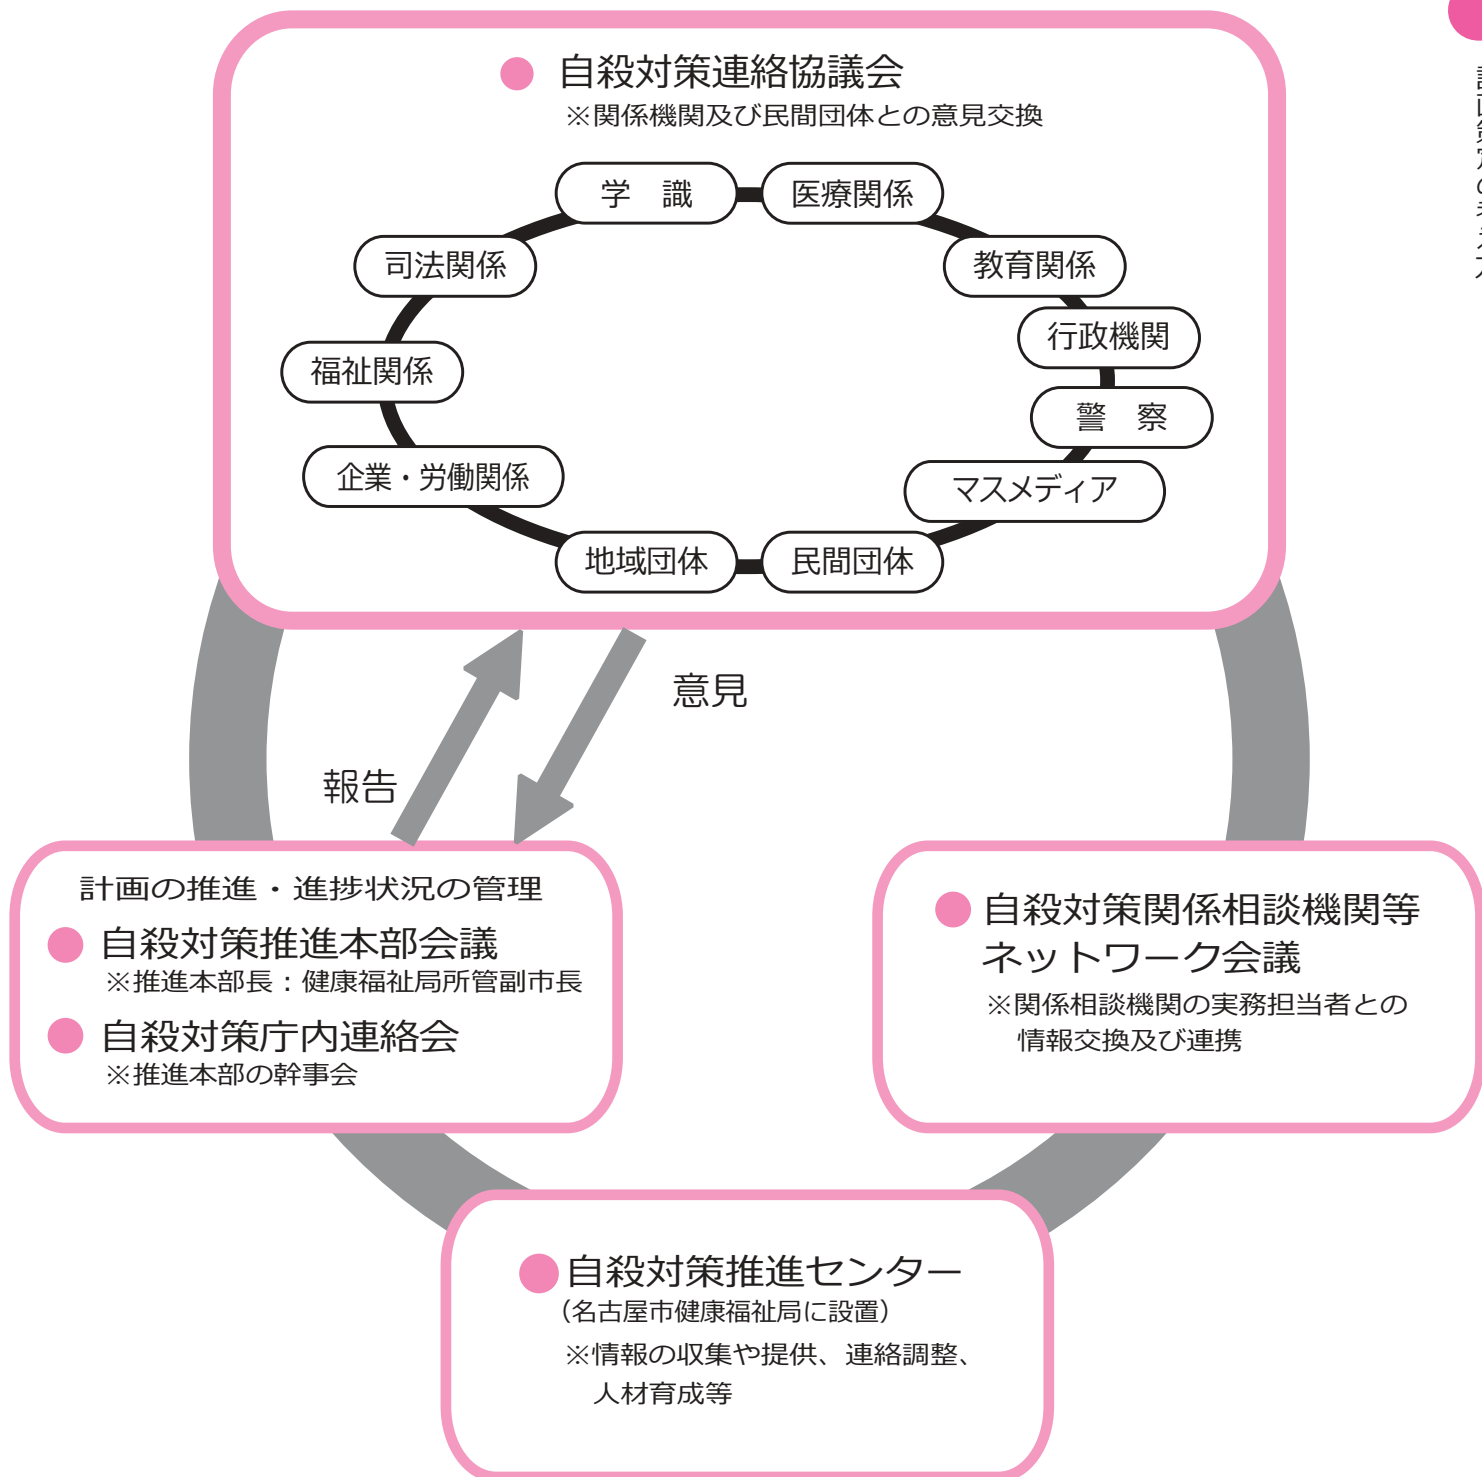 自殺対策連絡協議会
※関係機関及び民間団体との意見交換
学　識
医療関係
司法関係
教育関係
行政機関
福祉関係
警　察
企業・労働関係
マスメディア
地域団体
民間団体
意見
報告
計画の推進・進捗状況の管理
自殺対策推進本部会議
※推進本部長：健康福祉局所管副市長
自殺対策庁内連絡会
※推進本部の幹事会
自殺対策関係相談機関等
ネットワーク会議
※関係相談機関の実務担当者との
情報交換及び連携
自殺対策推進センター
（名古屋市健康福祉局に設置）
※情報の収集や提供、連絡調整、
人材育成等